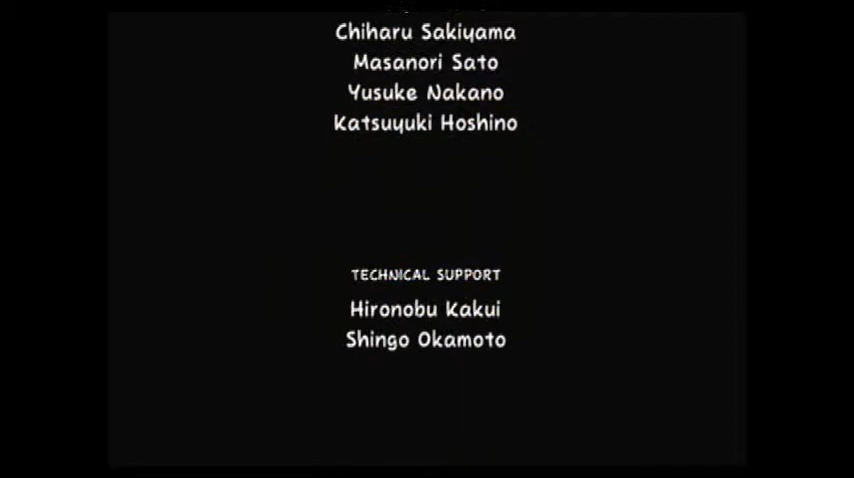 Chiharu Sakiyama
Masanori Sato
Yusuke Nakano
Katsuyuki Hoshino
TECHNICAL SUPPORT
Hironobu Kakui
Shingo Okamoto